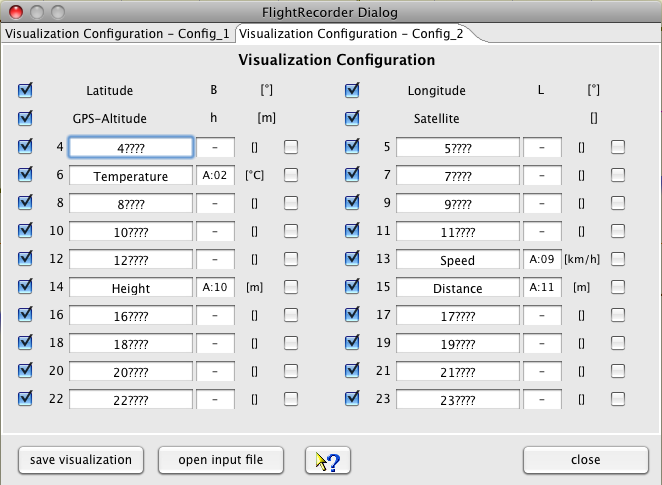 FlightRecorder Dialog
Visualization Configuration - Config_1 Visualization Configuration - Config_2
Visualization Configuration
Latitude B [°] Longitude L [°]
GPS-Altitude h [m] Satellite []
4 4???? - [] 5 5???? - []
6 Temperature A:02 [°C] 7 7???? - []
8 8???? - [] 9 9???? - []
10 10???? - [] 11 11???? - []
12 12???? - [] 13 Speed A:09 [km/h]
14 Height A:10 [m] 15 Distance A:11 [m]
16 16???? - [] 17 17???? - []
18 18???? - [] 19 19???? - []
20 20???? - [] 21 21???? - []
22 22???? - [] 23 23???? - []
save visualization open input file ? close